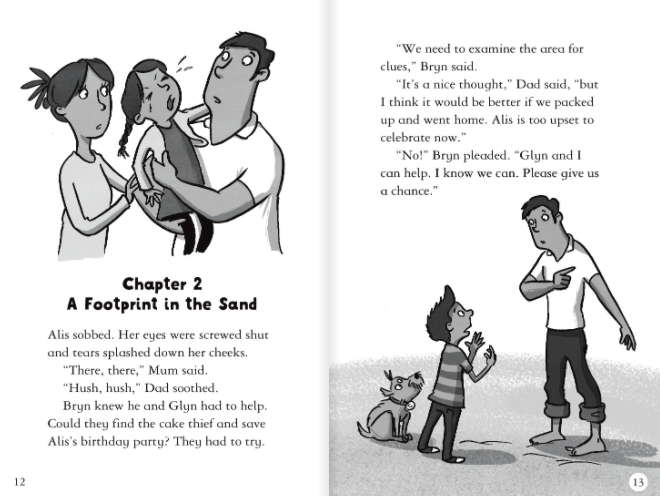 Chapter 2
A Footprint in the Sand
Alis sobbed. Her eyes were screwed shut
and tears splashed down her cheeks.
“There, there,” Mum said.
“Hush, hush,” Dad soothed.
Bryn knew he and Glyn had to help.
Could they find the cake thief and save
Alis’s birthday party? They had to try.
12
“We need to examine the area for
clues,” Bryn said.
“It’s a nice thought,” Dad said, “but
I think it would be better if we packed
up and went home. Alis is too upset to
celebrate now.”
“No!” Bryn pleaded. “Glyn and I
can help. I know we can. Please give us
a chance.”
13